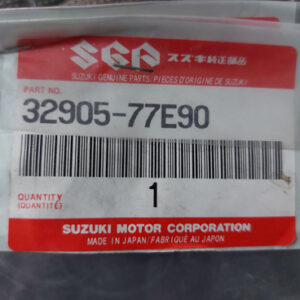 SGP スズキ純正部品
SUZUKI GENUINE PARTS/PIECES D'ORIGINE DE SUZUKI
PART NO.
32905-77E90
QUANTITY
(QUANTITÉ)
1
SUZUKI MOTOR CORPORATION
MADE IN JAPAN/FABRIQUÉ AU JAPON